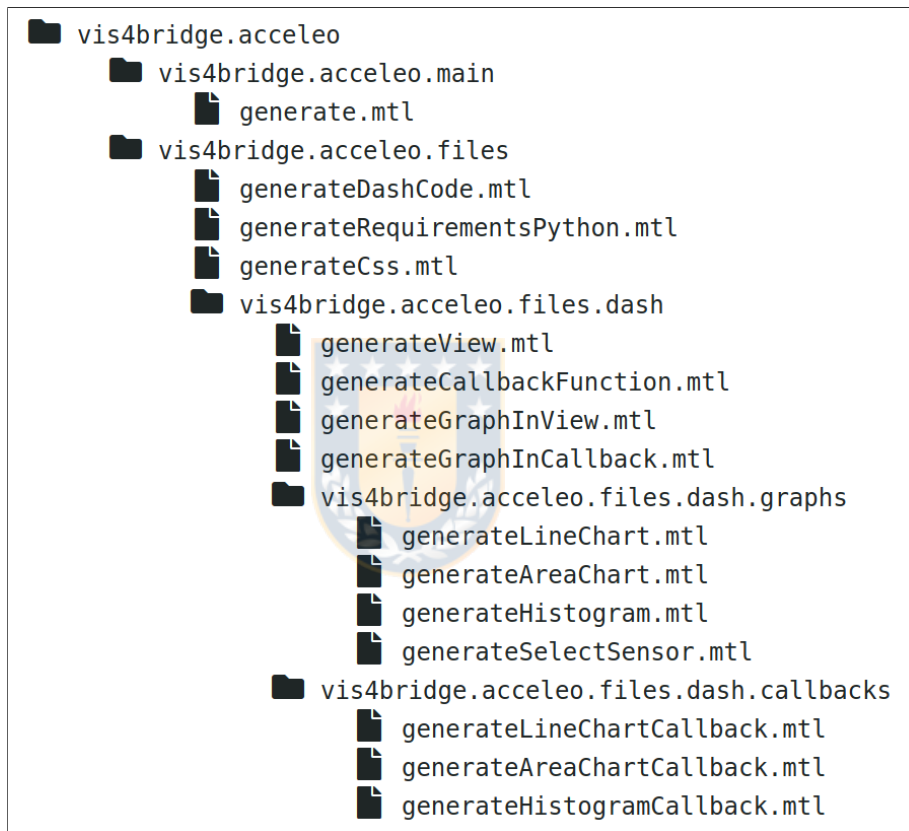 vis4bridge.acceleo
vis4bridge.acceleo.main
generate.mtl
vis4bridge.acceleo.files
generateDashCode.mtl
generateRequirementsPython.mtl
generateCss.mtl
vis4bridge.acceleo.files.dash
generateView.mtl
generateCallbackFunction.mtl
generateGraphInView.mtl
generateGraphInCallback.mtl
vis4bridge.acceleo.files.dash.graphs
generateLineChart.mtl
generateAreaChart.mtl
generateHistogram.mtl
generateSelectSensor.mtl
vis4bridge.acceleo.files.dash.callbacks
generateLineChartCallback.mtl
generateAreaChartCallback.mtl
generateHistogramCallback.mtl